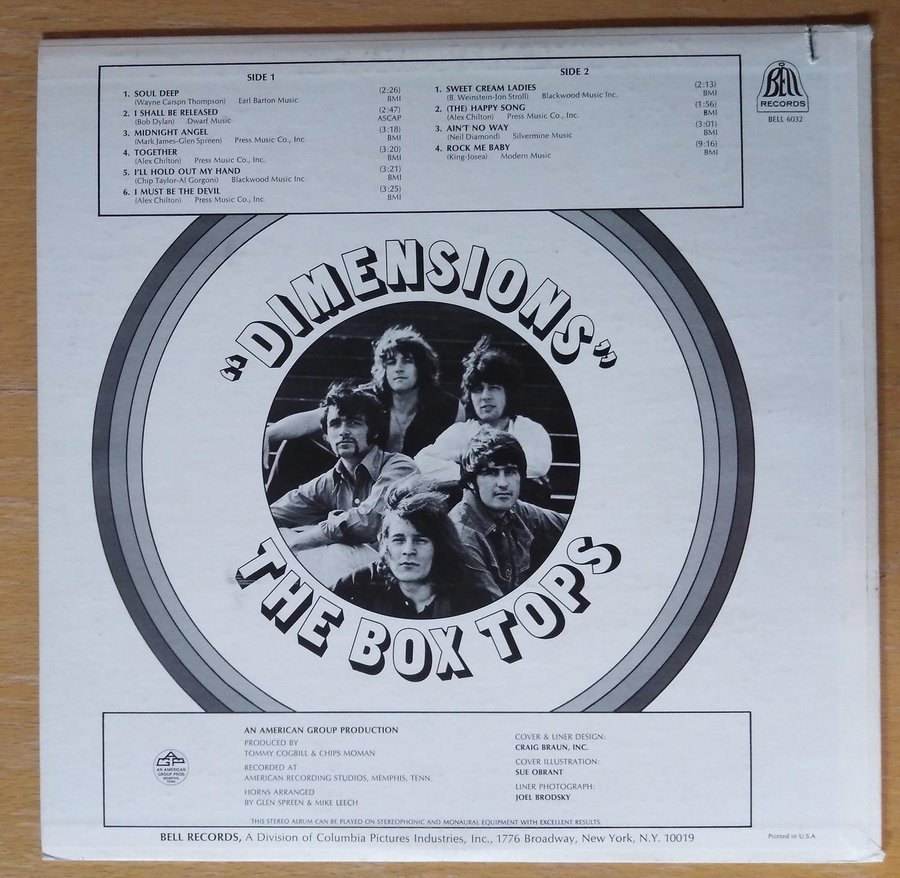 SIDE 1
1. SOUL DEEP (2:26)
(Wayne Carson Thompson) Earl Barton Music BMI
2. I SHALL BE RELEASED (2:47)
(Bob Dylan) Dwarf Music ASCAP
3. MIDNIGHT ANGEL (3:18)
(Mark James-Glen Spreen) Press Music Co., Inc. BMI
4. TOGETHER (3:20)
(Alex Chilton) Press Music Co., Inc. BMI
5. I'LL HOLD OUT MY HAND (3:21)
(Chip Taylor-Al Gorgoni) Blackwood Music Inc. BMI
6. I MUST BE THE DEVIL (3:25)
(Alex Chilton) Press Music Co., Inc. BMI
SIDE 2
1. SWEET CREAM LADIES (2:13)
(B. Weinstein-Jon Stroll) Blackwood Music Inc. BMI
2. (THE) HAPPY SONG (1:56)
(Alex Chilton) Press Music Co., Inc. BMI
3. AIN'T NO WAY (3:01)
(Neil Diamond) Silvermine Music BMI
4. ROCK ME BABY (9:16)
(King-Josea) Modern Music BMI
BELL
RECORDS
BELL 6032
"DIMENSIONS"
THE BOX TOPS
AGP
AN AMERICAN
GROUP PROD.
MEMPHIS
TENN.
AN AMERICAN GROUP PRODUCTION
PRODUCED BY
TOMMY COGBILL & CHIPS MOMAN
RECORDED AT
AMERICAN RECORDING STUDIOS, MEMPHIS, TENN.
HORNS ARRANGED
BY GLEN SPREEN & MIKE LEECH
COVER & LINER DESIGN:
CRAIG BRAUN, INC.
COVER ILLUSTRATION:
SUE OBRANT
LINER PHOTOGRAPH:
JOEL BRODSKY
THIS STEREO ALBUM CAN BE PLAYED ON STEREOPHONIC AND MONAURAL EQUIPMENT WITH EXCELLENT RESULTS.
BELL RECORDS, A Division of Columbia Pictures Industries, Inc., 1776 Broadway, New York, N.Y. 10019
Printed in U.S.A.